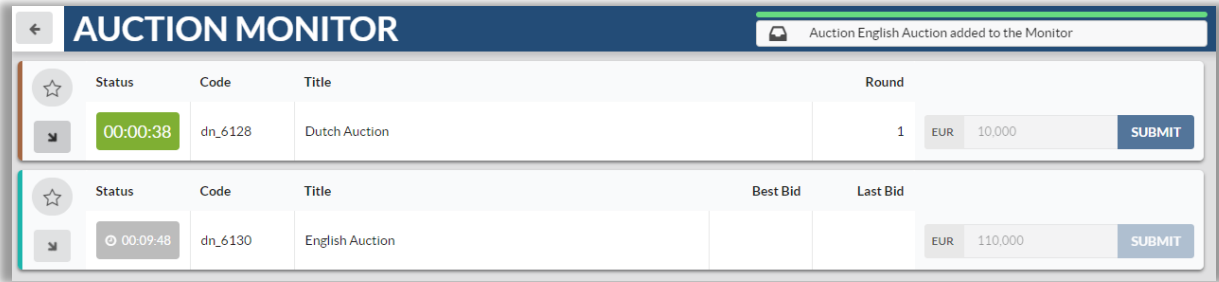 AUCTION MONITOR
Auction English Auction added to the Monitor
Status Code Title Round
00:00:38 dn_6128 Dutch Auction 1 EUR 10,000 SUBMIT
Status Code Title Best Bid Last Bid
00:09:48 dn_6130 English Auction EUR 110,000 SUBMIT